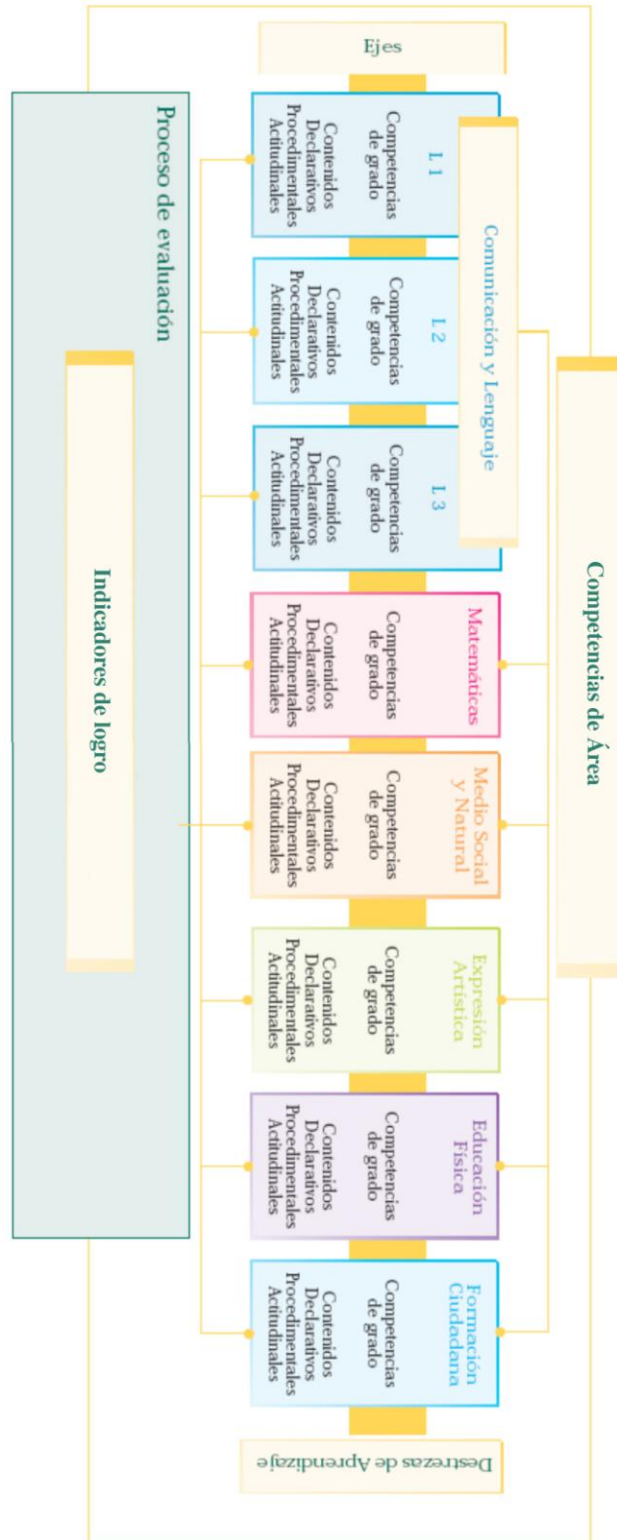 Competencias de Área
Comunicación y Lenguaje
Ejes
L 1
Competencias
de grado
Contenidos
Declarativos
Procedimentales
Actitudinales
L 2
Competencias
de grado
Contenidos
Declarativos
Procedimentales
Actitudinales
L 3
Competencias
de grado
Contenidos
Declarativos
Procedimentales
Actitudinales
Matemáticas
Competencias
de grado
Contenidos
Declarativos
Procedimentales
Actitudinales
Medio Social
y Natural
Competencias
de grado
Contenidos
Declarativos
Procedimentales
Actitudinales
Expresión
Artística
Competencias
de grado
Contenidos
Declarativos
Procedimentales
Actitudinales
Educación
Física
Competencias
de grado
Contenidos
Declarativos
Procedimentales
Actitudinales
Formación
Ciudadana
Competencias
de grado
Contenidos
Declarativos
Procedimentales
Actitudinales
Destrezas de Aprendizaje
Proceso de evaluación
Indicadores de logro